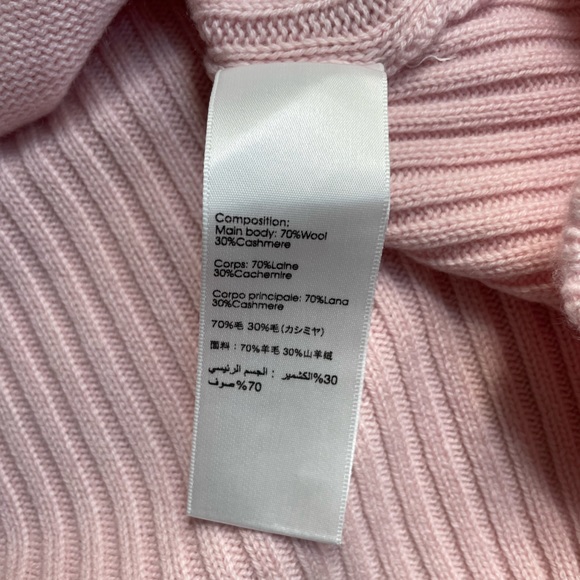 Composition:
Main body: 70%Wool
30%Cashmere
Corps: 70%Laine
30%Cachemire
Corpo principale: 70%Lana
30%Cashmere
70%毛 30%毛(カシミヤ)
面料：70%羊毛 30%山羊绒
الجسم الرئيسي : الكشمير%30
صوف%70